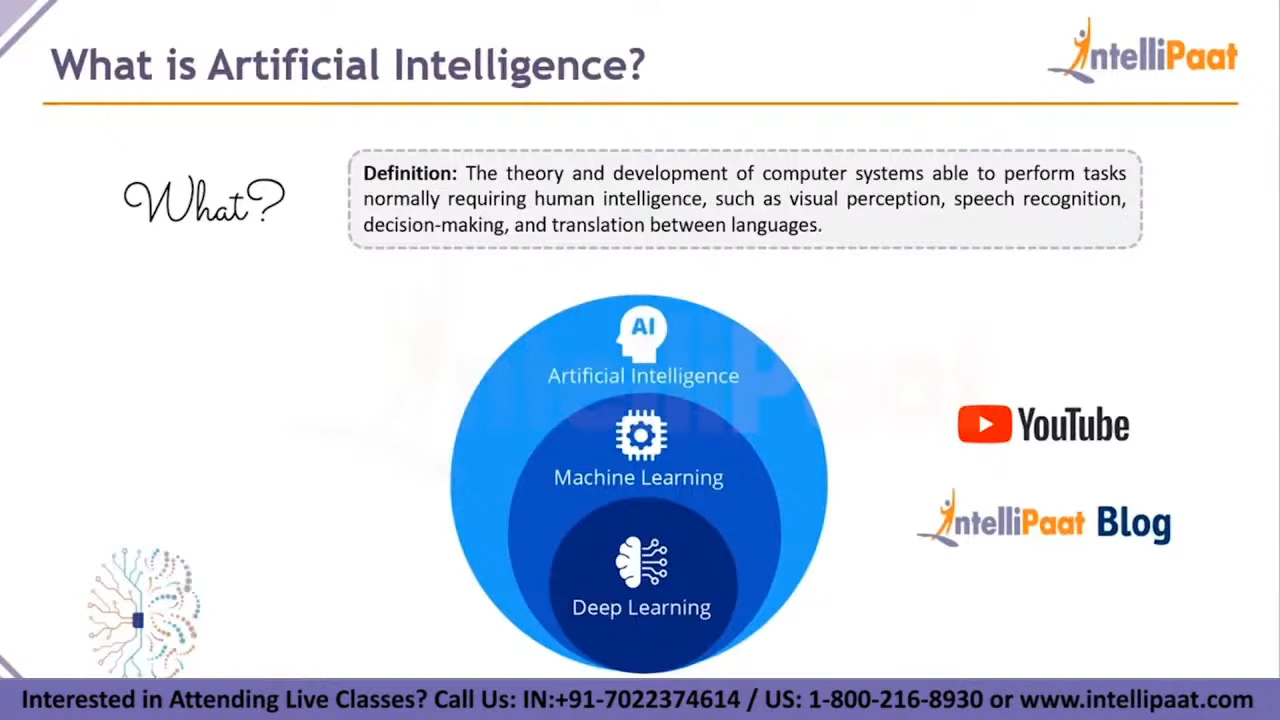 What is Artificial Intelligence?
IntelliPaat
What?
Definition: The theory and development of computer systems able to perform tasks
normally requiring human intelligence, such as visual perception, speech recognition,
decision-making, and translation between languages.
AI
Artificial Intelligence
Machine Learning
Deep Learning
YouTube
IntelliPaat Blog
IntelliPaat
Interested in Attending Live Classes? Call Us: IN:+91-7022374614 / US: 1-800-216-8930 or www.intellipaat.com